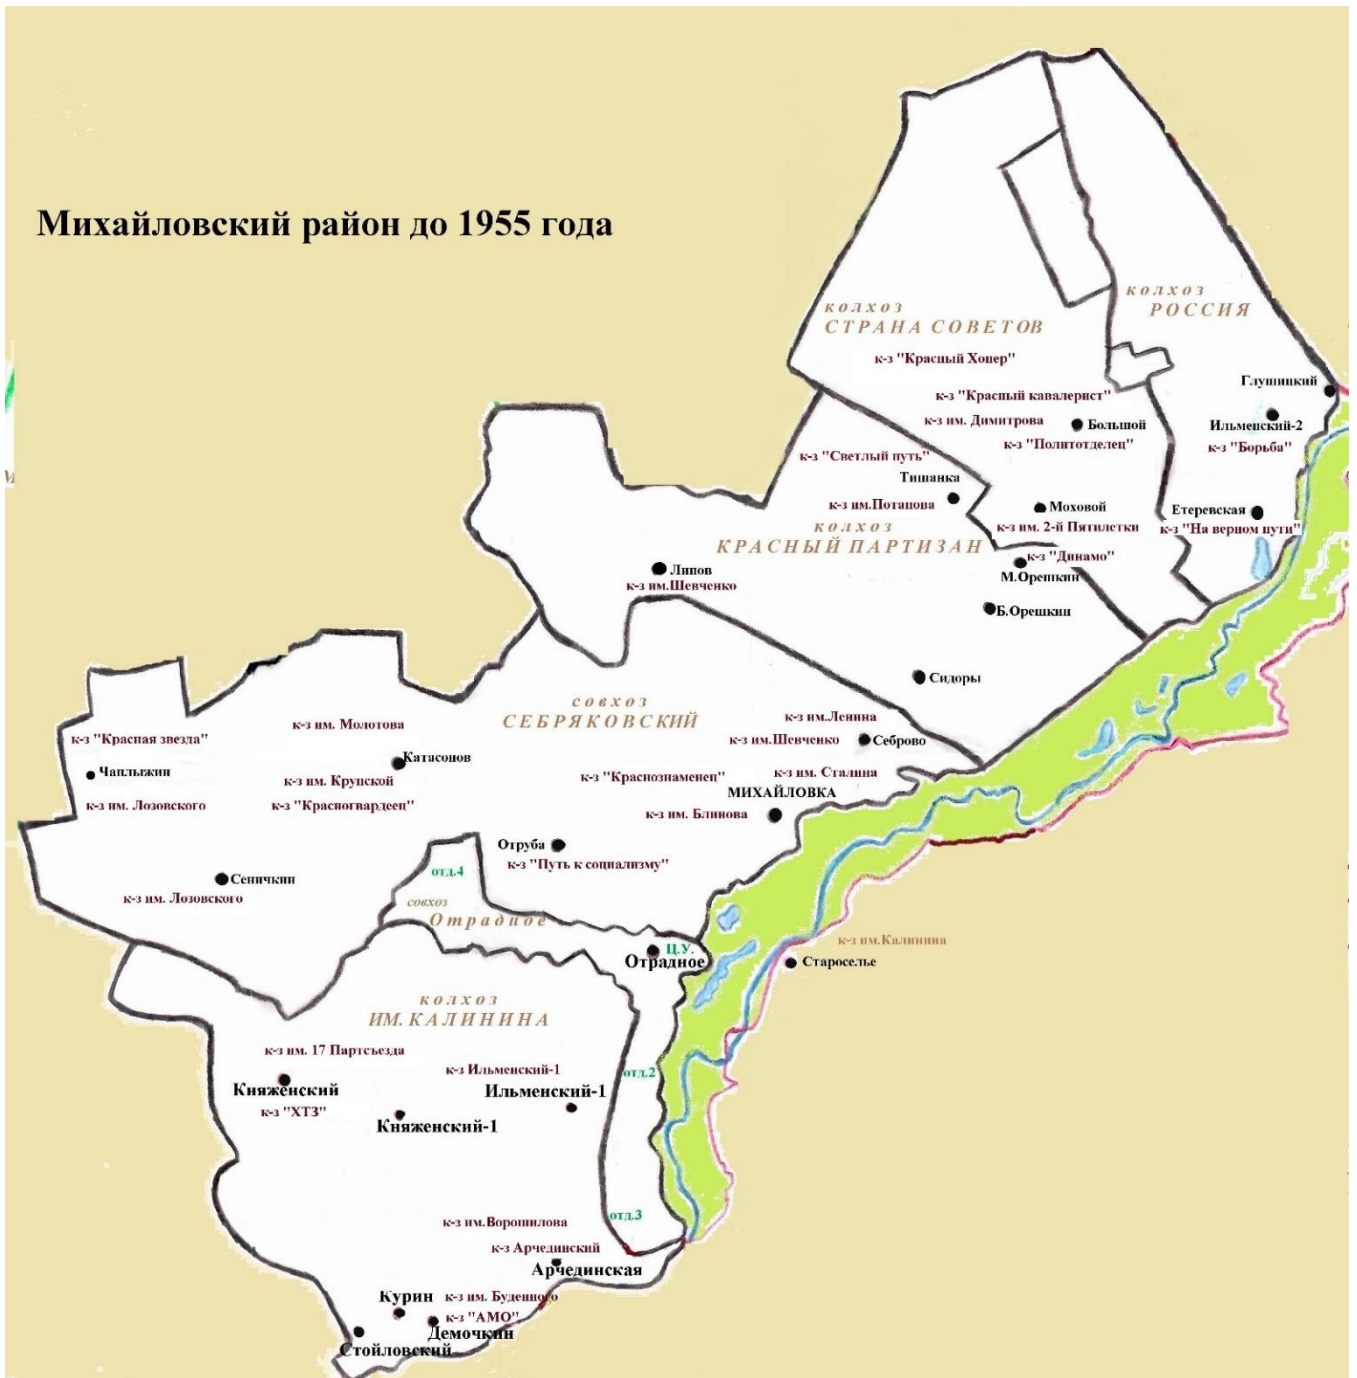 Михайловский район до 1955 года
колхоз
РОССИЯ
колхоз
СТРАНА СОВЕТОВ
к-з "Красный Хопер"
Глушицкий
к-з "Красный кавалерист"
к-з им. Димитрова
Большой
Ильменский-2
к-з "Политотделец"
к-з "Борьба"
к-з "Светлый путь"
Тишанка
к-з им.Потапова
Моховой
Етеревская
к-з им. 2-й Пятилетки
к-з "На верном пути"
колхоз
КРАСНЫЙ ПАРТИЗАН
к-з "Динамо"
М.Орешкин
Липов
к-з им.Шевченко
Б.Орешкин
Сидоры
совхоз
СЕБРЯКОВСКИЙ
к-з им. Молотова
к-з им.Ленина
к-з "Красная звезда"
к-з им.Шевченко
Себрово
Катасонов
Чаплыжин
к-з им. Крупской
к-з "Краснознаменец"
к-з им. Сталина
МИХАЙЛОВКА
к-з им. Лозовского
к-з "Красногвардеец"
к-з им. Блинова
Отруба
к-з "Путь к социализму"
отд.4
Сеничкин
к-з им. Лозовского
совхоз
Отрадное
Ц.У.
Отрадное
к-з им.Калинина
Староселье
колхоз
ИМ. КАЛИНИНА
к-з им. 17 Партсъезда
к-з Ильменский-1
отд.2
Княженский
Ильменский-1
к-з "ХТЗ"
Княженский-1
отд.3
к-з им.Ворошилова
к-з Арчединский
Арчединская
Курин
к-з им. Буденного
к-з "АМО"
Демочкин
Стойловский